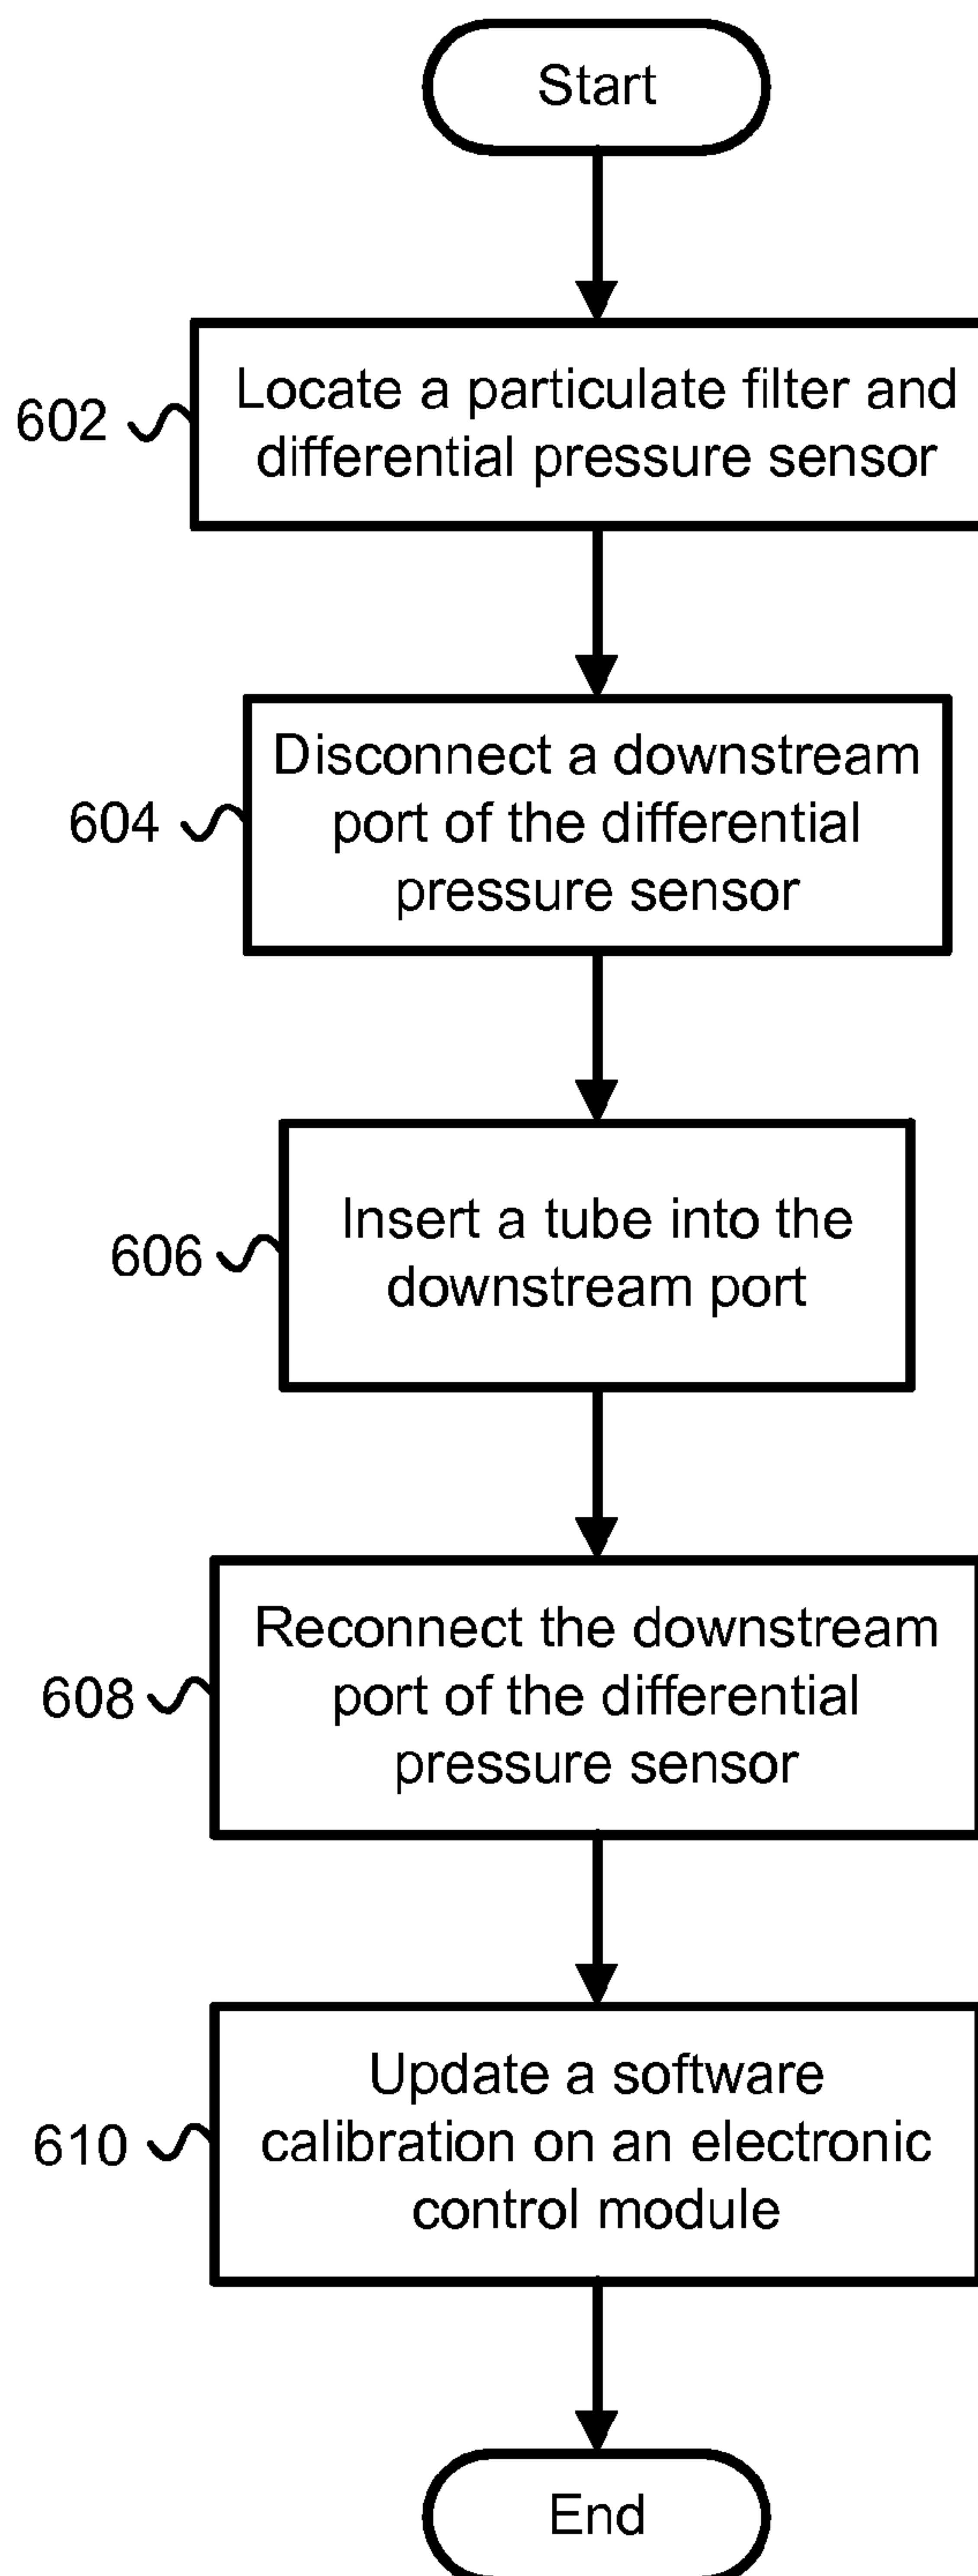 Start
602
Locate a particulate filter and
differential pressure sensor
604
Disconnect a downstream
port of the differential
pressure sensor
606
Insert a tube into the
downstream port
608
Reconnect the downstream
port of the differential
pressure sensor
610
Update a software
calibration on an electronic
control module
End